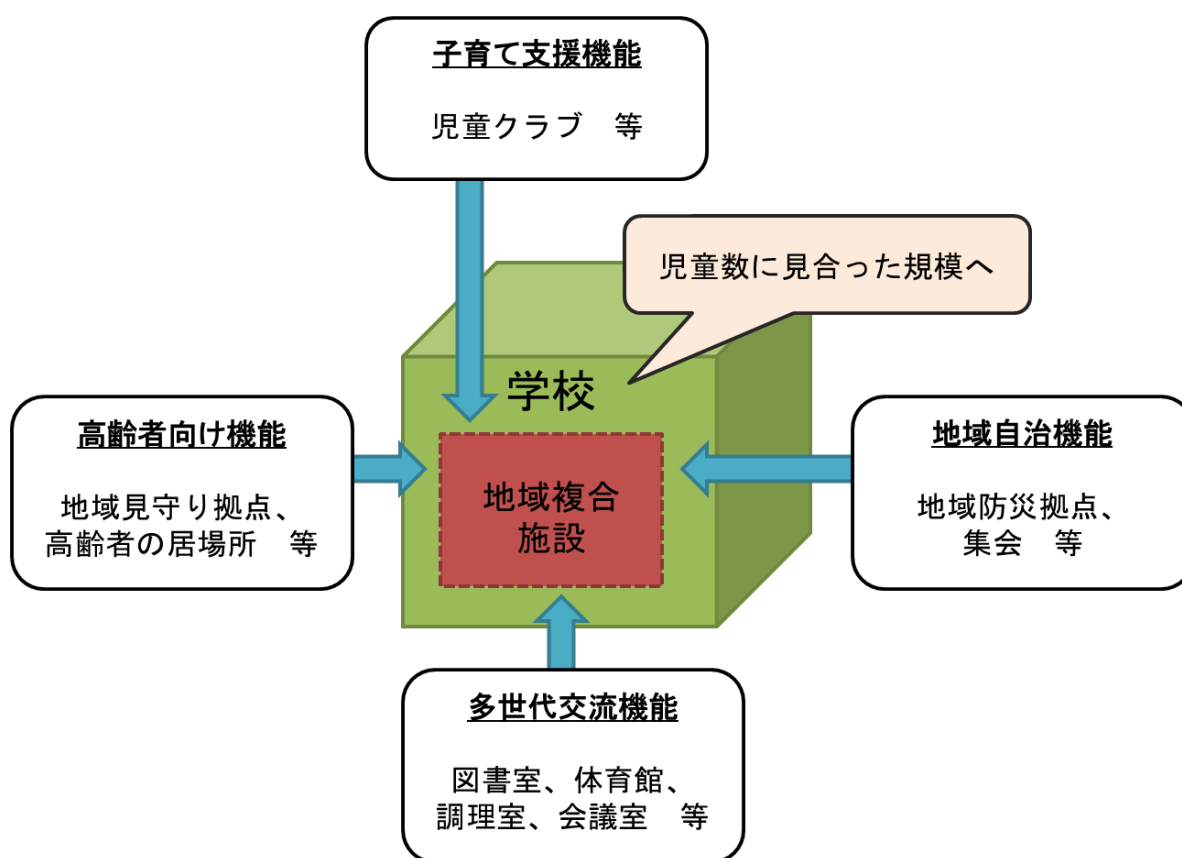 子育て支援機能
児童クラブ　等
児童数に見合った規模へ
学校
高齢者向け機能
地域見守り拠点、
高齢者の居場所　等
地域複合
施設
地域自治機能
地域防災拠点、
集会　等
多世代交流機能
図書室、体育館、
調理室、会議室　等